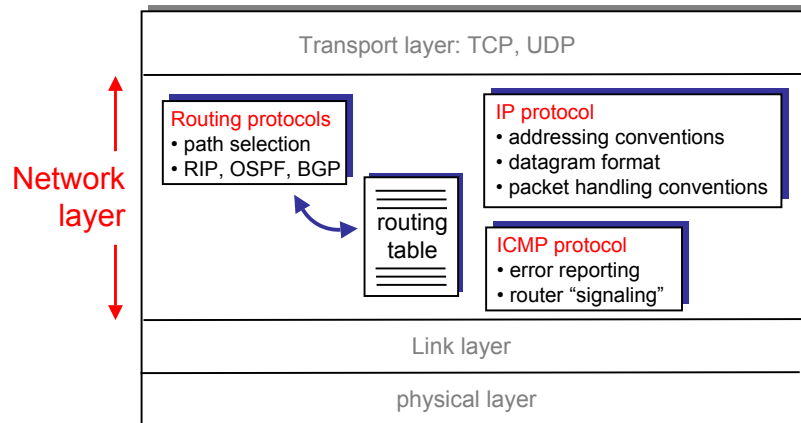 Transport layer: TCP, UDP
Network
layer
Routing protocols
• path selection
• RIP, OSPF, BGP
routing
table
IP protocol
• addressing conventions
• datagram format
• packet handling conventions
ICMP protocol
• error reporting
• router “signaling”
Link layer
physical layer